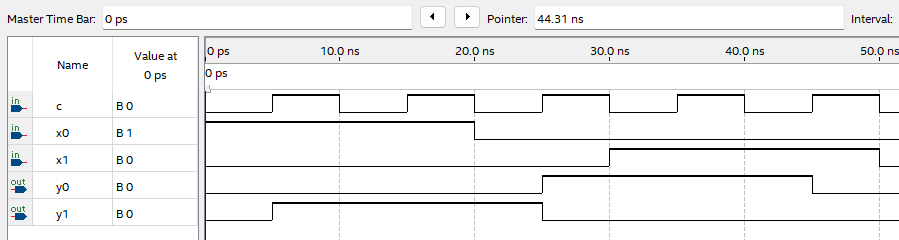 Master Time Bar: 0 ps Pointer: 44.31 ns Interval:
Name Value at 0 ps
0 ps 10.0 ns 20.0 ns 30.0 ns 40.0 ns 50.0 ns
0 ps
in c B 0
in x0 B 1
in x1 B 0
out y0 B 0
out y1 B 0